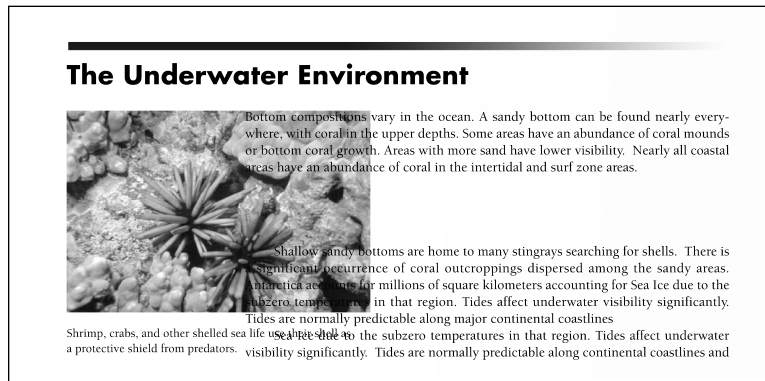 The Underwater Environment
Bottom compositions vary in the ocean. A sandy bottom can be found nearly every-
where, with coral in the upper depths. Some areas have an abundance of coral mounds
or bottom coral growth. Areas with more sand have lower visibility. Nearly all coastal
areas have an abundance of coral in the intertidal and surf zone areas.
Shallow sandy bottoms are home to many stingrays searching for shells. There is
a significant occurrence of coral outcroppings dispersed among the sandy areas.
Antarctica accounts for millions of square kilometers accounting for Sea Ice due to the
subzero temperatures in that region. Tides affect underwater visibility significantly.
Tides are normally predictable along major continental coastlines
Sea Ice due to the subzero temperatures in that region. Tides affect underwater
visibility significantly. Tides are normally predictable along continental coastlines and
Shrimp, crabs, and other shelled sea life use their shell as
a protective shield from predators.